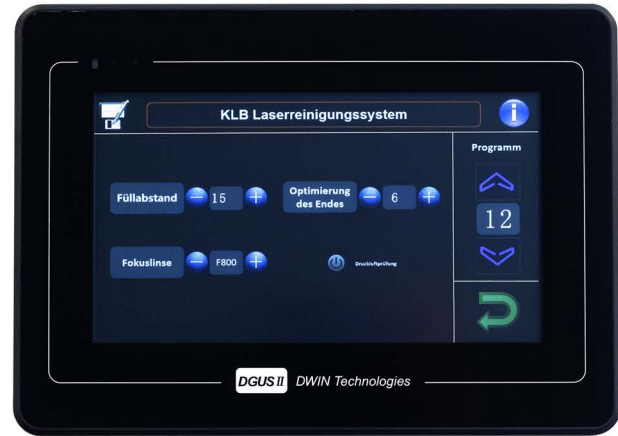 KLB Laserreinigungssystem
i
Programm
Füllabstand 15
Optimierung
des Endes 6
12
Fokuslinse F800
Druckluftprüfung
DGUS II DWIN Technologies